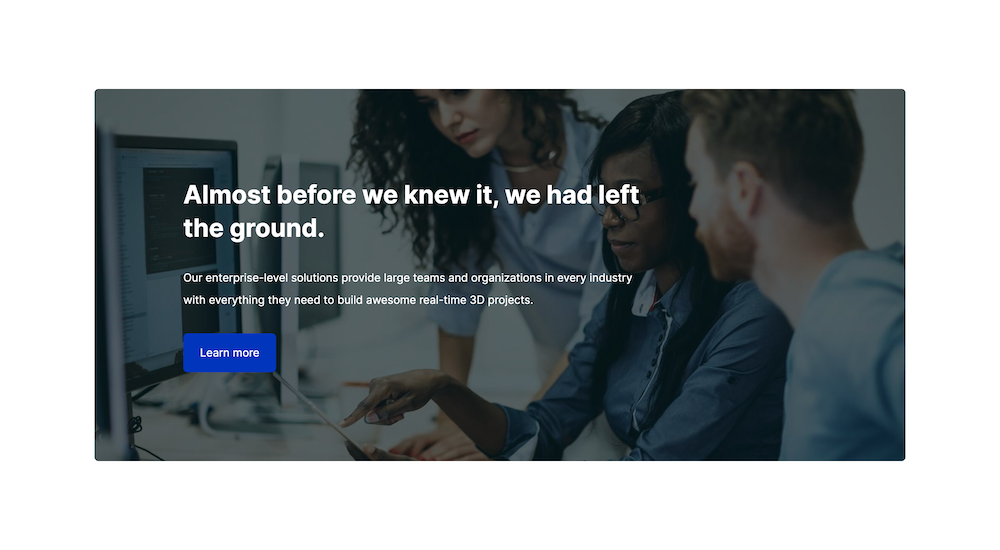 Almost before we knew it, we had left
the ground.
Our enterprise-level solutions provide large teams and organizations in every industry
with everything they need to build awesome real-time 3D projects.
Learn more